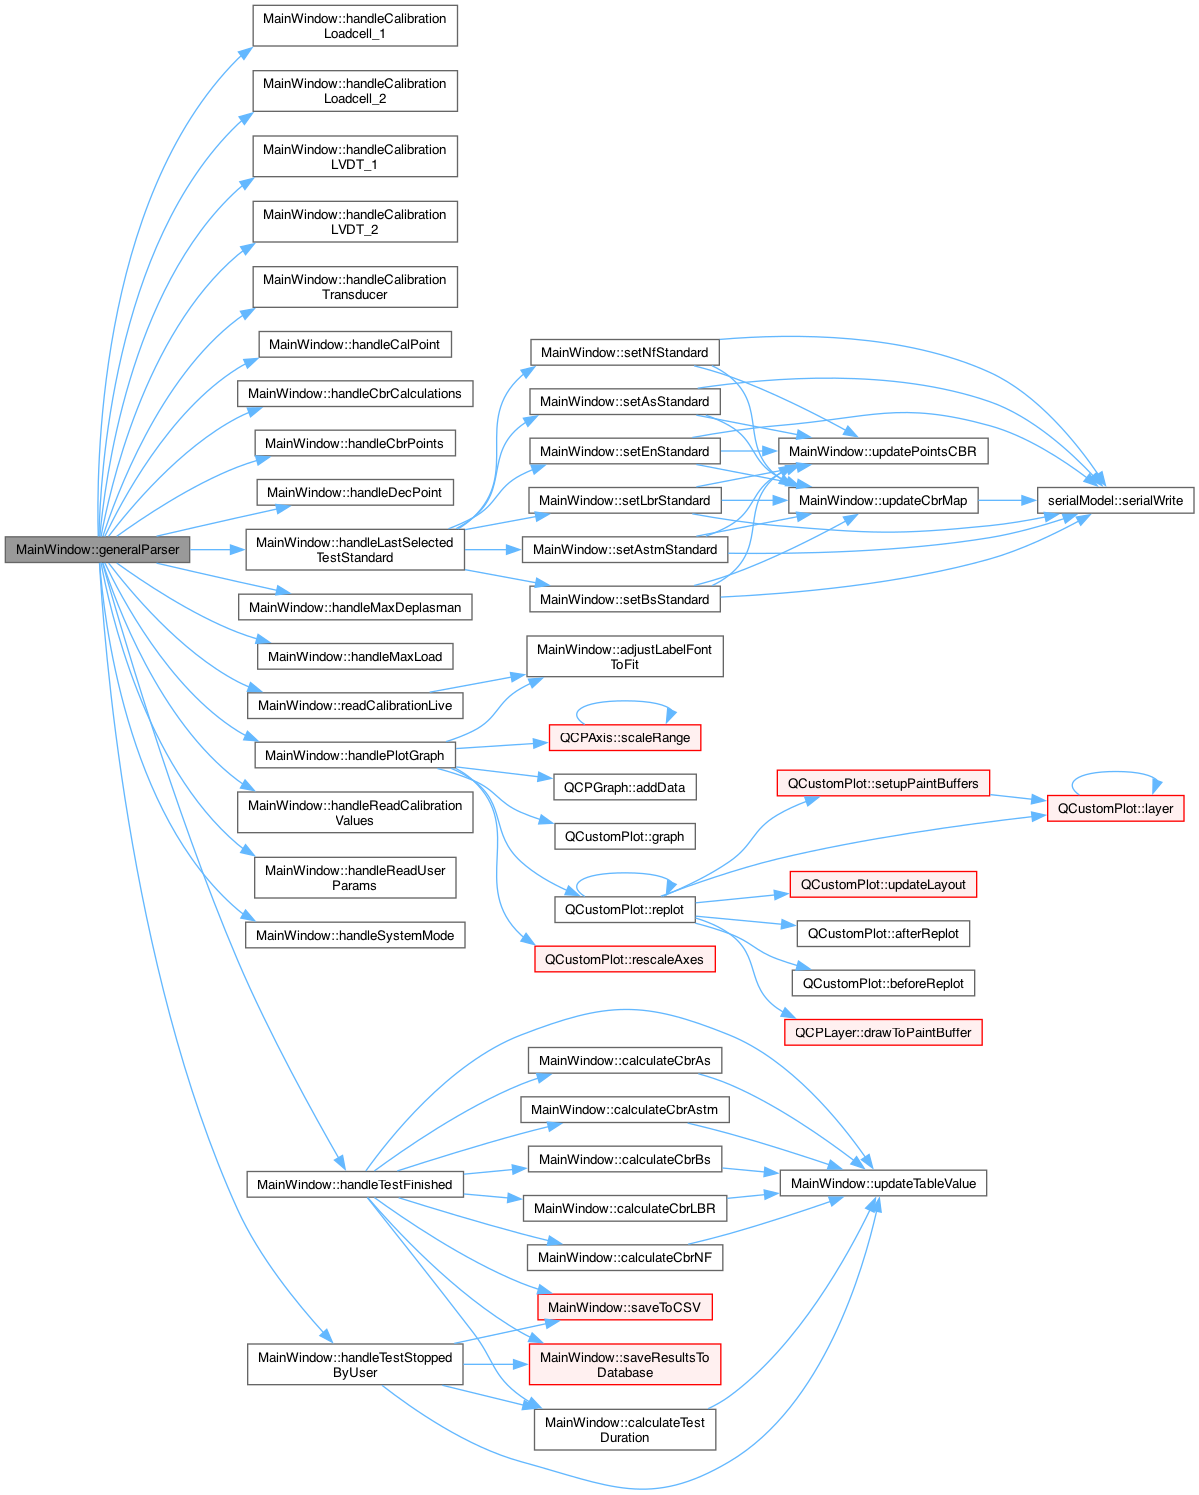 MainWindow::generalParser
MainWindow::handleCalibration
Loadcell_1
MainWindow::handleCalibration
Loadcell_2
MainWindow::handleCalibration
LVDT_1
MainWindow::handleCalibration
LVDT_2
MainWindow::handleCalibration
Transducer
MainWindow::handleCalPoint
MainWindow::handleCbrCalculations
MainWindow::handleCbrPoints
MainWindow::handleDecPoint
MainWindow::handleLastSelected
TestStandard
MainWindow::handleMaxDeplasman
MainWindow::handleMaxLoad
MainWindow::readCalibrationLive
MainWindow::handlePlotGraph
MainWindow::handleReadCalibration
Values
MainWindow::handleReadUser
Params
MainWindow::handleSystemMode
MainWindow::handleTestFinished
MainWindow::handleTestStopped
ByUser
MainWindow::setNfStandard
MainWindow::setAsStandard
MainWindow::setEnStandard
MainWindow::setLbrStandard
MainWindow::setAstmStandard
MainWindow::setBsStandard
MainWindow::adjustLabelFont
ToFit
QCPAxis::scaleRange
QCPGraph::addData
QCustomPlot::graph
QCustomPlot::replot
QCustomPlot::rescaleAxes
MainWindow::calculateCbrAs
MainWindow::calculateCbrAstm
MainWindow::calculateCbrBs
MainWindow::calculateCbrLBR
MainWindow::calculateCbrNF
MainWindow::saveToCSV
MainWindow::saveResultsTo
Database
MainWindow::calculateTest
Duration
MainWindow::updatePointsCBR
MainWindow::updateCbrMap
QCustomPlot::setupPaintBuffers
QCustomPlot::updateLayout
QCustomPlot::afterReplot
QCustomPlot::beforeReplot
QCPLayer::drawToPaintBuffer
MainWindow::updateTableValue
serialModel::serialWrite
QCustomPlot::layer